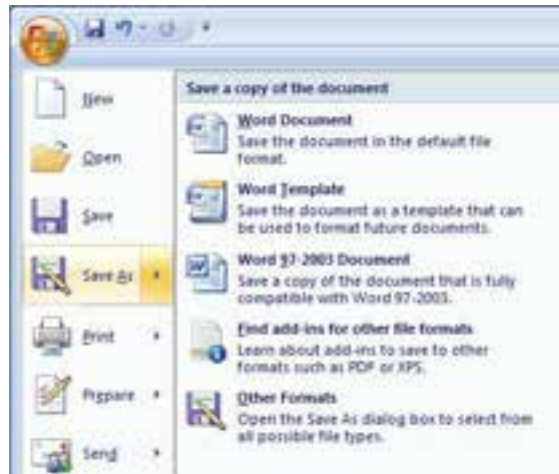 New
Open
Save
Save As
Print
Prepare
Send
Save a copy of the document
Word Document
Save the document in the default file
format.
Word Template
Save the document as a template that can
be used to format future documents.
Word 97-2003 Document
Save a copy of the document that is fully
compatible with Word 97-2003.
Find add-ins for other file formats
Learn about add-ins to save to other
formats such as PDF or XPS.
Other Formats
Open the Save As dialog box to select from
all possible file types.